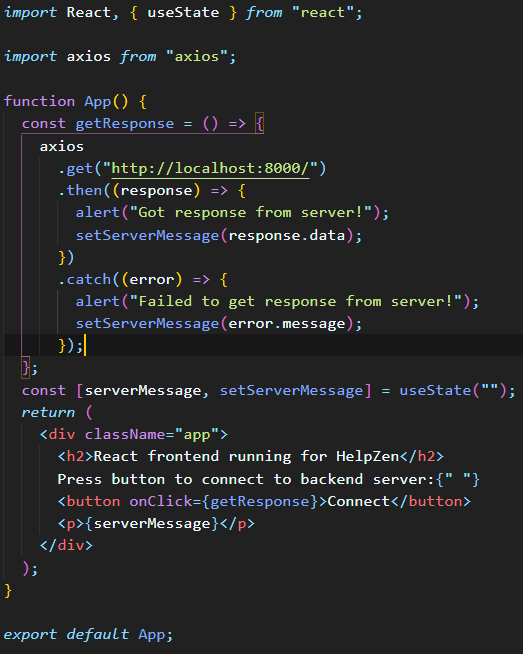 import React, { useState } from "react";
import axios from "axios";
function App() {
  const getResponse = () => {
    axios
      .get("http://localhost:8000/")
      .then((response) => {
        alert("Got response from server!");
        setServerMessage(response.data);
      })
      .catch((error) => {
        alert("Failed to get response from server!");
        setServerMessage(error.message);
      });
  };
  const [serverMessage, setServerMessage] = useState("");
  return (
    <div className="app">
      <h2>React frontend running for HelpZen</h2>
      Press button to connect to backend server:{" "}
      <button onClick={getResponse}>Connect</button>
      <p>{serverMessage}</p>
    </div>
  );
}
export default App;